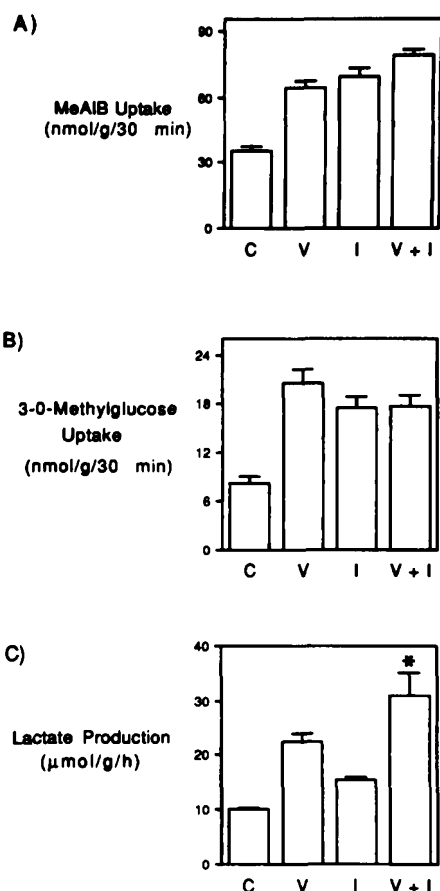 A)
MeAIB Uptake
(nmol/g/30 min)
90
60
30
0
C V I V + I
B)
3-0-Methylglucose
Uptake
(nmol/g/30 min)
24
18
12
6
0
C V I V + I
C)
Lactate Production
(μmol/g/h)
40
30
20
10
0
*
C V I V + I